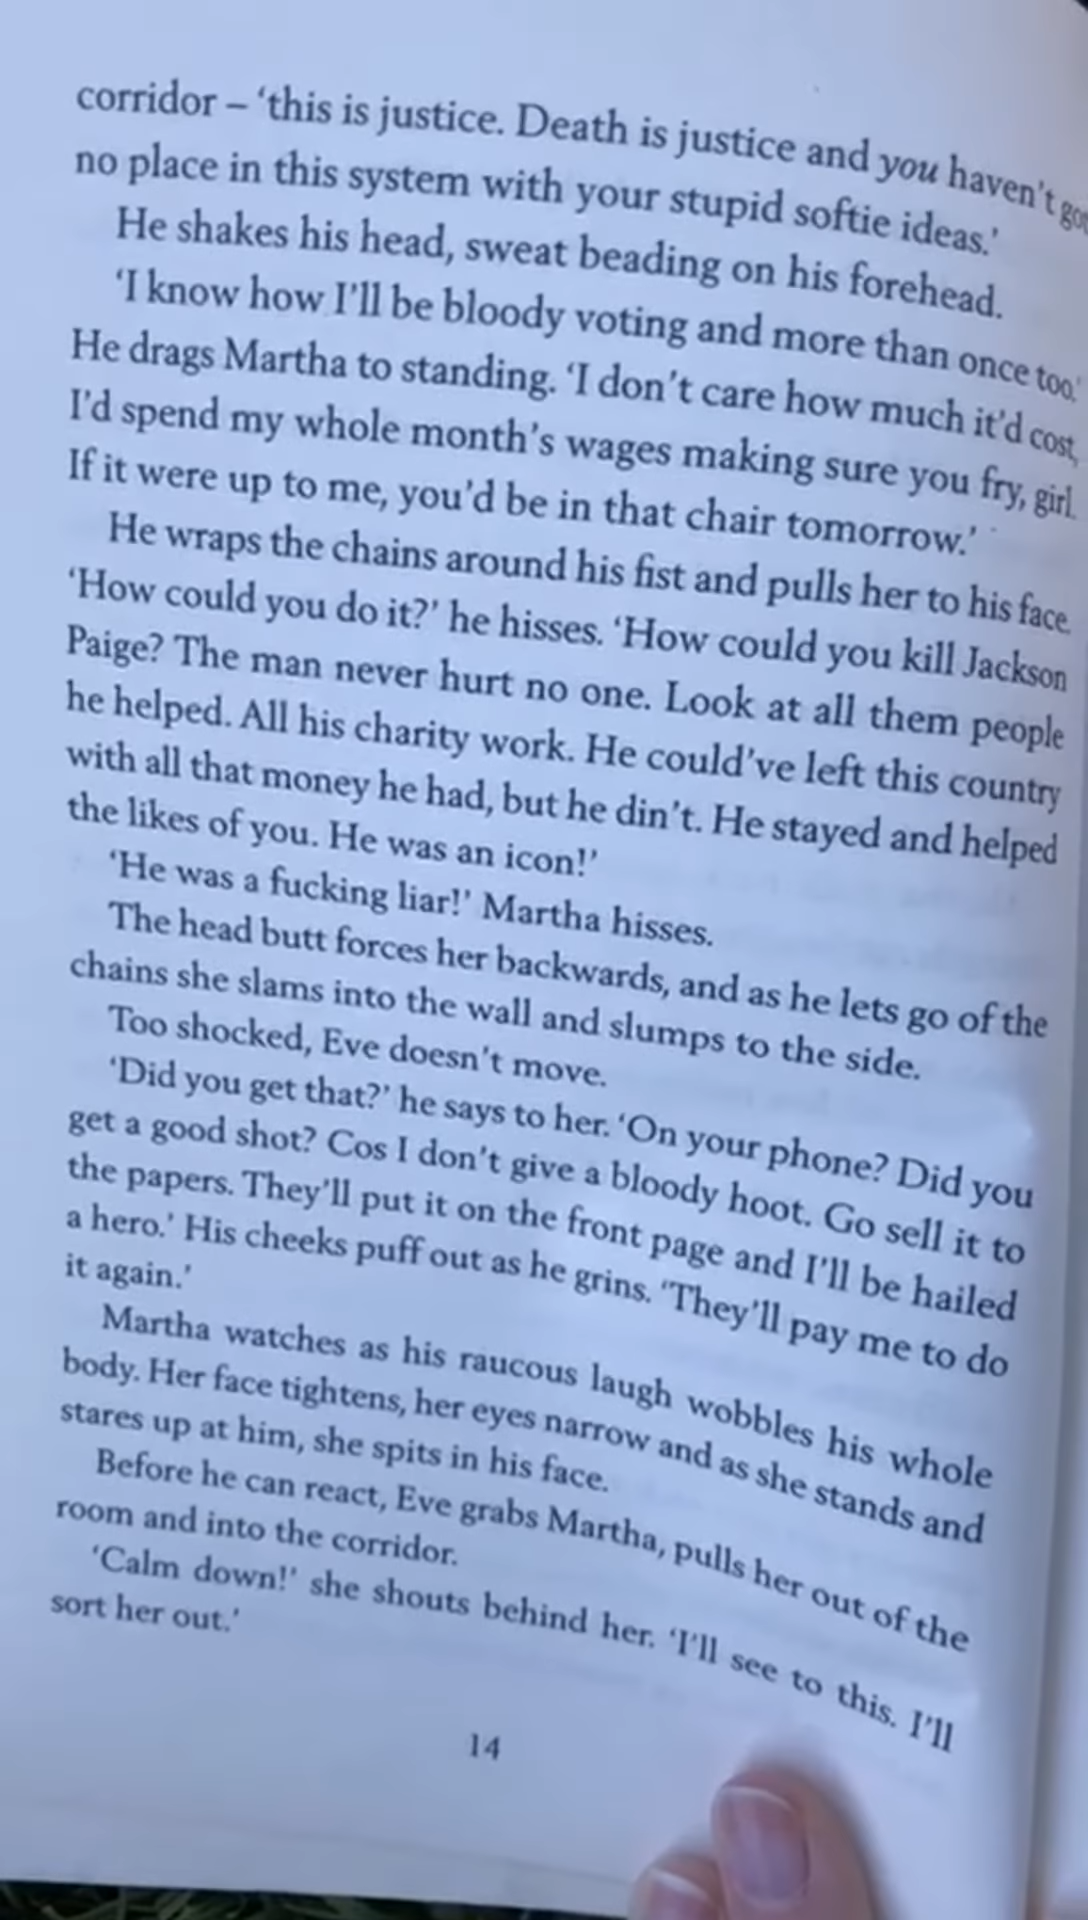 corridor – ‘this is justice. Death is justice and you haven’t
no place in this system with your stupid softie ideas.’
He shakes his head, sweat beading on his forehead.
‘I know how I’ll be bloody voting and more than once too.’
He drags Martha to standing. ‘I don’t care how much it’d cost,
I’d spend my whole month’s wages making sure you fry, girl.
If it were up to me, you’d be in that chair tomorrow.’
He wraps the chains around his fist and pulls her to his face.
‘How could you do it?’ he hisses. ‘How could you kill Jackson
Paige? The man never hurt no one. Look at all them people
he helped. All his charity work. He could’ve left this country
with all that money he had, but he din’t. He stayed and helped
the likes of you. He was an icon!’
‘He was a fucking liar!’ Martha hisses.
The head butt forces her backwards, and as he lets go of the
chains she slams into the wall and slumps to the side.
Too shocked, Eve doesn’t move.
‘Did you get that?’ he says to her. ‘On your phone? Did you
get a good shot? Cos I don’t give a bloody hoot. Go sell it to
the papers. They’ll put it on the front page and I’ll be hailed
a hero.’ His cheeks puff out as he grins. ‘They’ll pay me to do
it again.’
Martha watches as his raucous laugh wobbles his whole
body. Her face tightens, her eyes narrow and as she stands and
stares up at him, she spits in his face.
Before he can react, Eve grabs Martha, pulls her out of the
room and into the corridor.
‘Calm down!’ she shouts behind her. ‘I’ll see to this. I’ll
sort her out.’
14